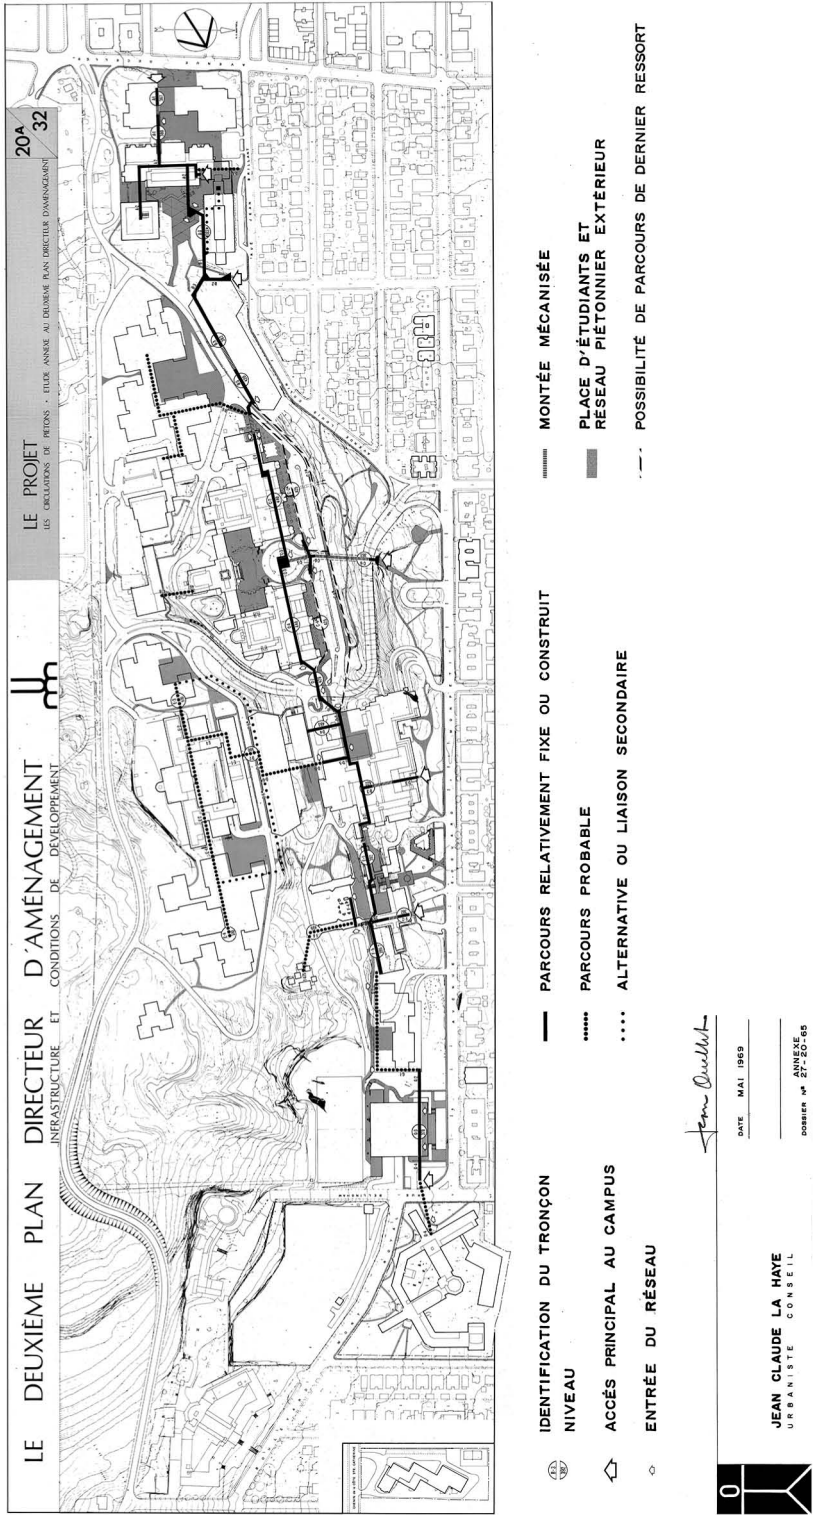 LE DEUXIÈME PLAN DIRECTEUR D'AMÉNAGEMENT
INFRASTRUCTURE ET CONDITIONS DE DÉVELOPPEMENT
LE PROJET
LES CIRCULATIONS DE PIETONS • ETUDE ANNEXE AU DEUXIEME PLAN DIRECTEUR D'AMENAGEMENT
20A
32
IDENTIFICATION DU TRONÇON
NIVEAU
ACCÈS PRINCIPAL AU CAMPUS
ENTRÉE DU RÉSEAU
PARCOURS RELATIVEMENT FIXE OU CONSTRUIT
PARCOURS PROBABLE
ALTERNATIVE OU LIAISON SECONDAIRE
MONTÉE MÉCANISÉE
PLACE D'ÉTUDIANTS ET
RÉSEAU PIÉTONNIER EXTÉRIEUR
POSSIBILITÉ DE PARCOURS DE DERNIER RESSORT
JEAN CLAUDE LA HAYE
URBANISTE CONSEIL
Jean Ouellet
DATE MAI 1969
ANNEXE
DOSSIER Nº 27-20-65